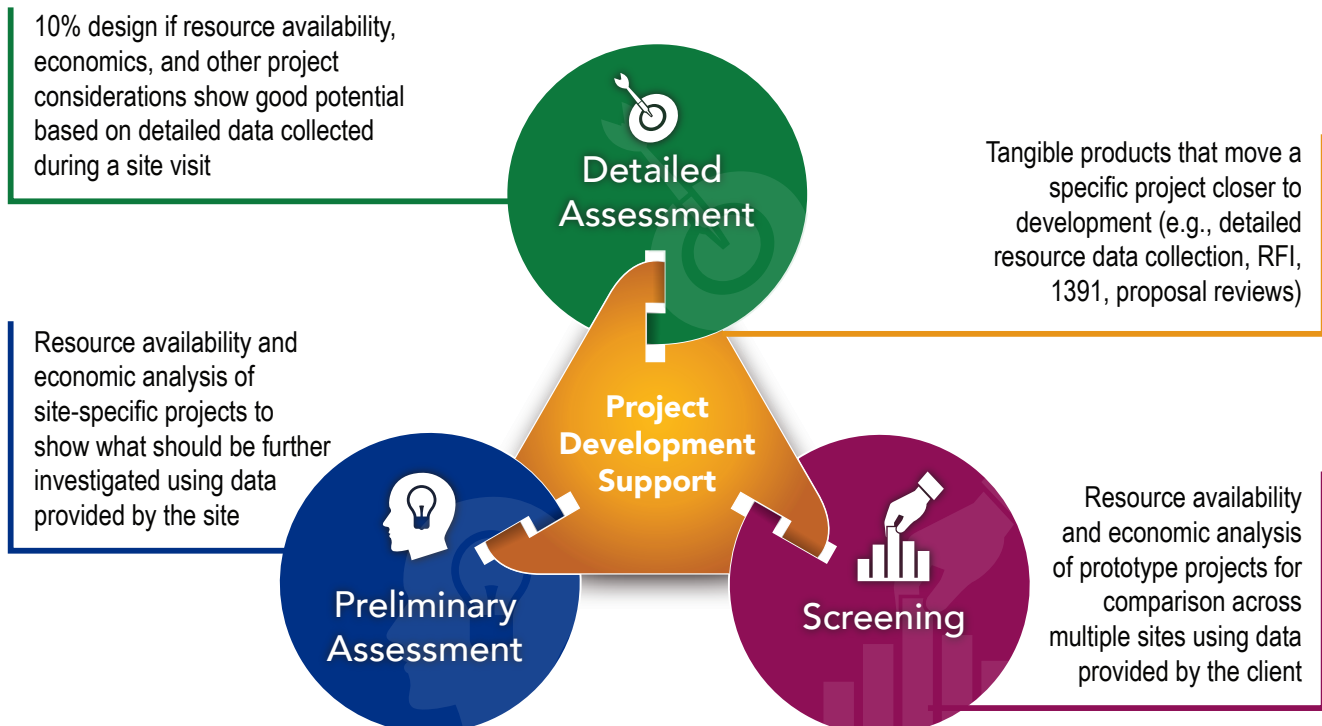 10% design if resource availability,
economics, and other project
considerations show good potential
based on detailed data collected
during a site visit
Detailed
Assessment
Tangible products that move a
specific project closer to
development (e.g., detailed
resource data collection, RFI,
1391, proposal reviews)
Resource availability and
economic analysis of
site-specific projects to
show what should be further
investigated using data
provided by the site
Project
Development
Support
Preliminary
Assessment
Screening
Resource availability
and economic analysis
of prototype projects for
comparison across
multiple sites using data
provided by the client